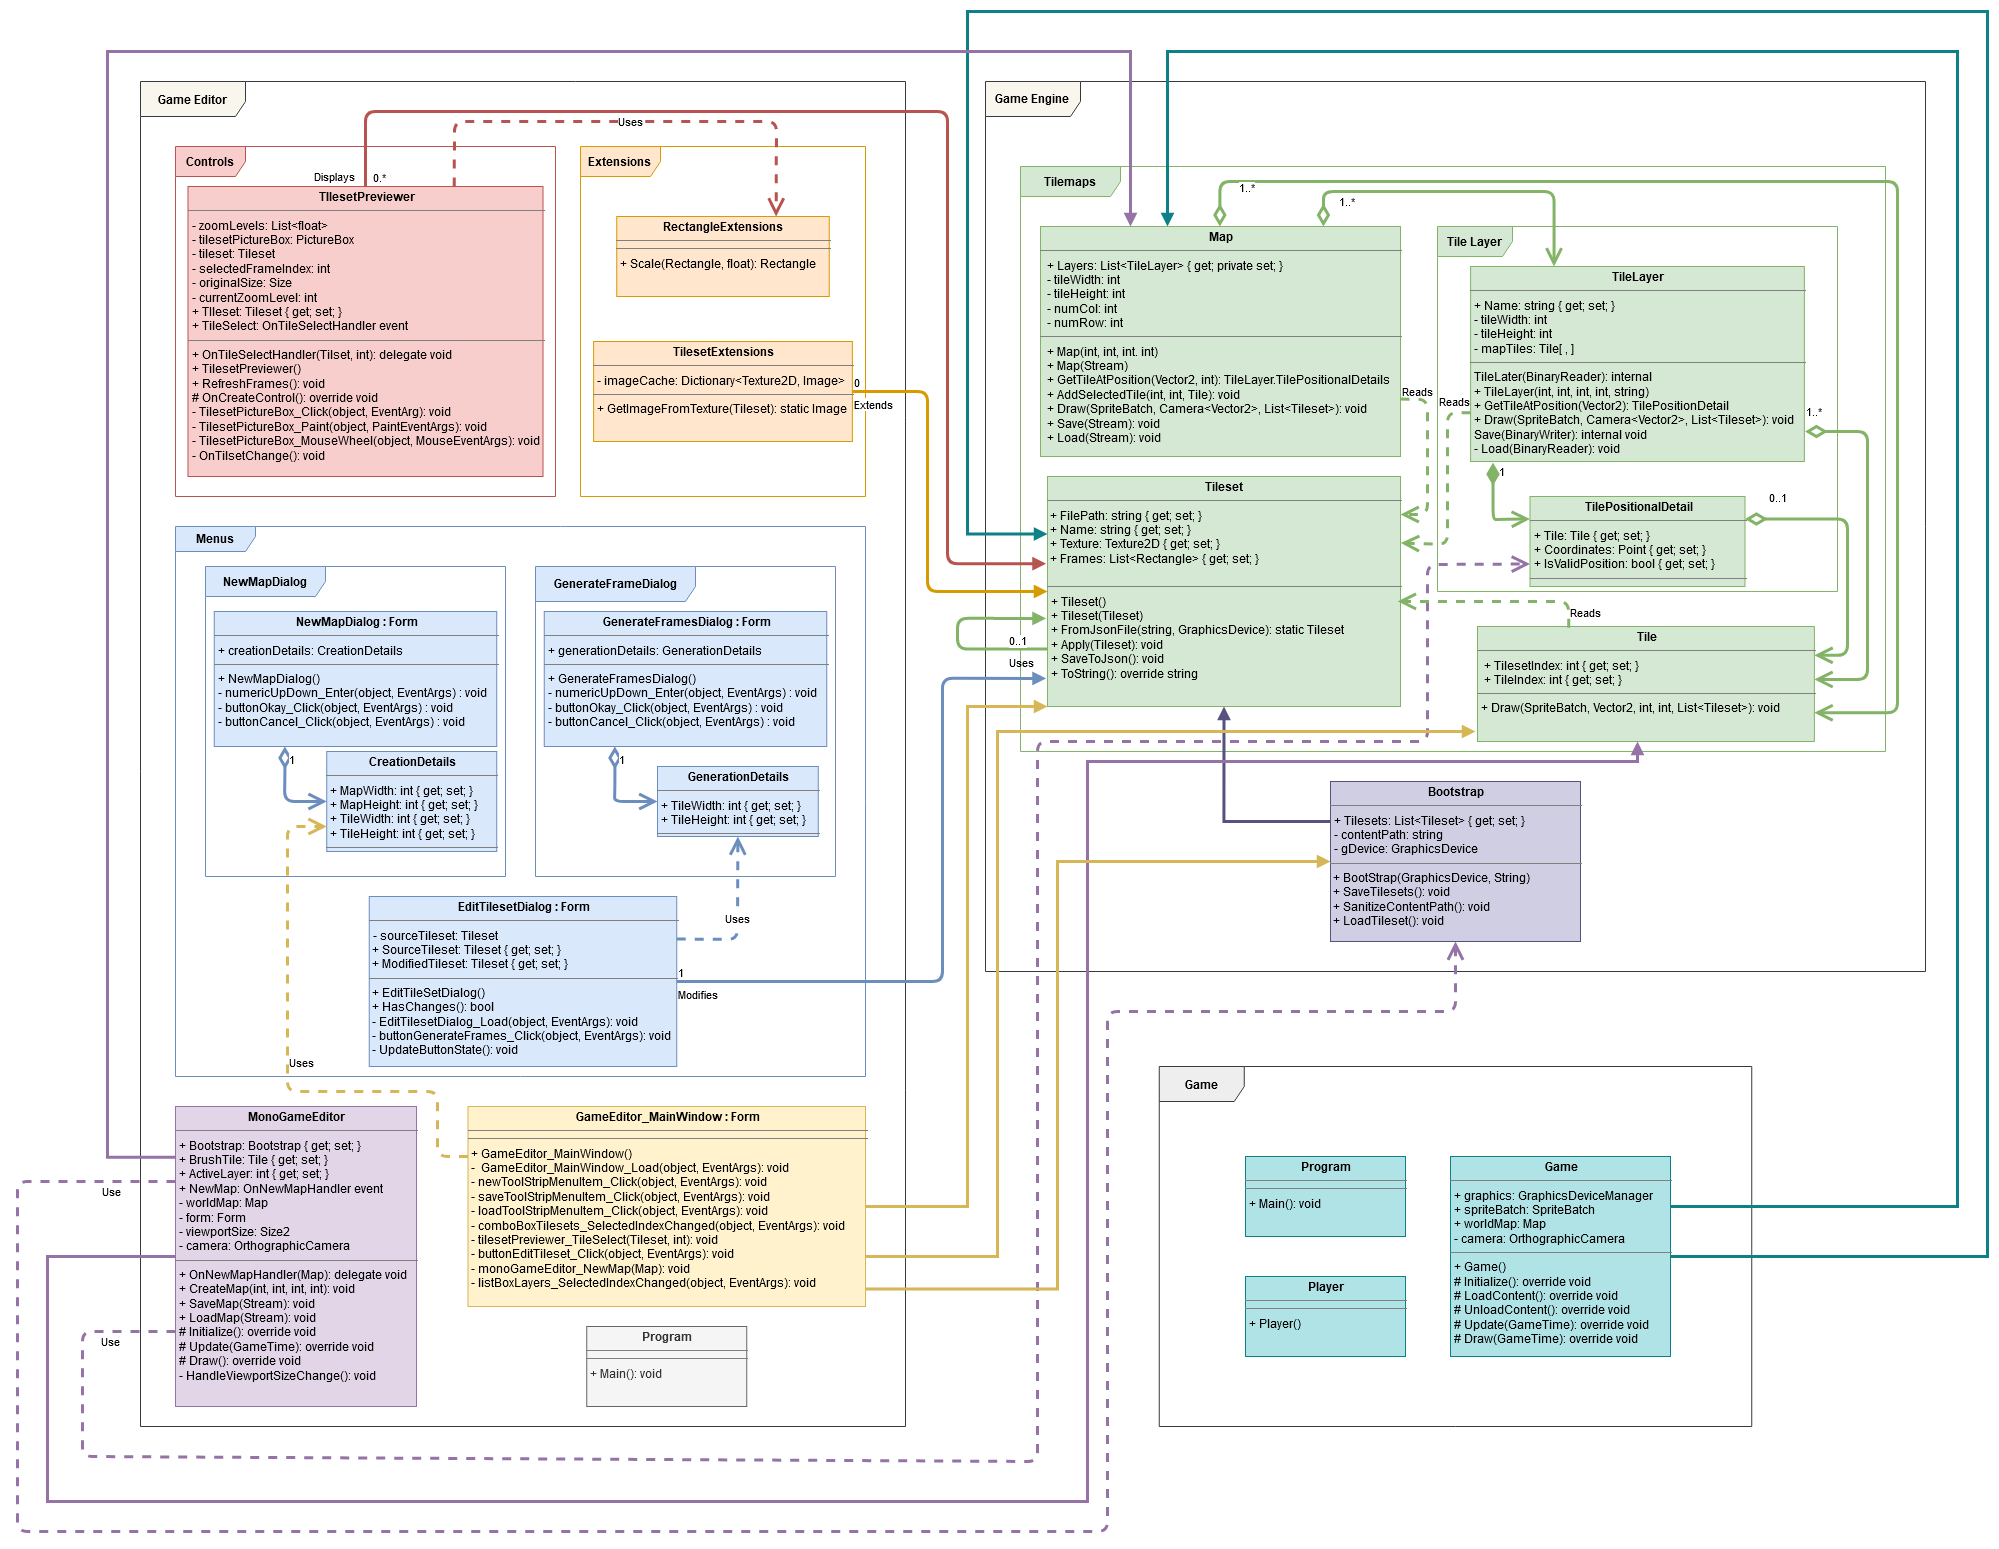 Game Editor
Controls
Displays
0.*
Uses
TIlesetPreviewer
- zoomLevels: List<float>
- tilesetPictureBox: PictureBox
- tileset: Tileset
- selectedFrameIndex: int
- originalSize: Size
- currentZoomLevel: int
+ TIleset: Tileset { get; set; }
+ TileSelect: OnTileSelectHandler event
+ OnTileSelectHandler(Tilset, int): delegate void
+ TilesetPreviewer()
+ RefreshFrames(): void
# OnCreateControl(): override void
- TilesetPictureBox_Click(object, EventArg): void
- TilesetPictureBox_Paint(object, PaintEventArgs): void
- TilesetPictureBox_MouseWheel(object, MouseEventArgs): void
- OnTilsetChange(): void
Extensions
RectangleExtensions
+ Scale(Rectangle, float): Rectangle
TilesetExtensions
- imageCache: Dictionary<Texture2D, Image>
+ GetImageFromTexture(Tileset): static Image
0
Extends
Menus
NewMapDialog
NewMapDialog : Form
+ creationDetails: CreationDetails
+ NewMapDialog()
- numericUpDown_Enter(object, EventArgs) : void
- buttonOkay_Click(object, EventArgs) : void
- buttonCancel_Click(object, EventArgs) : void
1
CreationDetails
+ MapWidth: int { get; set; }
+ MapHeight: int { get; set; }
+ TileWidth: int { get; set; }
+ TileHeight: int { get; set; }
GenerateFrameDialog
GenerateFramesDialog : Form
+ generationDetails: GenerationDetails
+ GenerateFramesDialog()
- numericUpDown_Enter(object, EventArgs) : void
- buttonOkay_Click(object, EventArgs) : void
- buttonCancel_Click(object, EventArgs) : void
1
GenerationDetails
+ TileWidth: int { get; set; }
+ TileHeight: int { get; set; }
Uses
EditTilesetDialog : Form
- sourceTileset: Tileset
+ SourceTileset: Tileset { get; set; }
+ ModifiedTileset: Tileset { get; set; }
+ EditTileSetDialog()
+ HasChanges(): bool
- EditTilesetDialog_Load(object, EventArgs): void
- buttonGenerateFrames_Click(object, EventArgs): void
- UpdateButtonState(): void
1
Modifies
Uses
MonoGameEditor
+ Bootstrap: Bootstrap { get; set; }
+ BrushTile: Tile { get; set; }
+ ActiveLayer: int { get; set; }
+ NewMap: OnNewMapHandler event
- worldMap: Map
- form: Form
- viewportSize: Size2
- camera: OrthographicCamera
+ OnNewMapHandler(Map): delegate void
+ CreateMap(int, int, int, int): void
+ SaveMap(Stream): void
+ LoadMap(Stream): void
# Initialize(): override void
# Update(GameTime): override void
# Draw(): override void
- HandleViewportSizeChange(): void
Use
Use
GameEditor_MainWindow : Form
+ GameEditor_MainWindow()
-  GameEditor_MainWindow_Load(object, EventArgs): void
- newToolStripMenuItem_Click(object, EventArgs): void
- saveToolStripMenuItem_Click(object, EventArgs): void
- loadToolStripMenuItem_Click(object, EventArgs): void
- comboBoxTilesets_SelectedIndexChanged(object, EventArgs): void
- tilesetPreviewer_TileSelect(Tileset, int): void
- buttonEditTileset_Click(object, EventArgs): void
- monoGameEditor_NewMap(Map): void
- listBoxLayers_SelectedIndexChanged(object, EventArgs): void
Program
+ Main(): void
Game Engine
Tilemaps
1..*
1..*
Map
+ Layers: List<TileLayer> { get; private set; }
- tileWidth: int
- tileHeight: int
- numCol: int
- numRow: int
+ Map(int, int, int. int)
+ Map(Stream)
+ GetTileAtPosition(Vector2, int): TileLayer.TilePositionalDetails
+ AddSelectedTile(int, int, Tile): void
+ Draw(SpriteBatch, Camera<Vector2>, List<Tileset>): void
+ Save(Stream): void
+ Load(Stream): void
Reads
Reads
Tile Layer
TileLayer
+ Name: string { get; set; }
- tileWidth: int
- tileHeight: int
- mapTiles: Tile[ , ]
TileLater(BinaryReader): internal
+ TileLayer(int, int, int, int, string)
+ GetTileAtPosition(Vector2): TilePositionDetail
+ Draw(SpriteBatch, Camera<Vector2>, List<Tileset>): void
Save(BinaryWriter): internal void
- Load(BinaryReader): void
1..*
1
0..1
TilePositionalDetail
+ Tile: Tile { get; set; }
+ Coordinates: Point { get; set; }
+ IsValidPosition: bool { get; set; }
Tileset
+ FilePath: string { get; set; }
+ Name: string { get; set; }
+ Texture: Texture2D { get; set; }
+ Frames: List<Rectangle> { get; set; }
+ Tileset()
+ Tileset(Tileset)
+ FromJsonFile(string, GraphicsDevice): static Tileset
+ Apply(Tileset): void
+ SaveToJson(): void
+ ToString(): override string
0..1
Uses
Reads
Tile
+ TilesetIndex: int { get; set; }
+ TileIndex: int { get; set; }
+ Draw(SpriteBatch, Vector2, int, int, List<Tileset>): void
Bootstrap
+ Tilesets: List<Tileset> { get; set; }
- contentPath: string
- gDevice: GraphicsDevice
+ BootStrap(GraphicsDevice, String)
+ SaveTilesets(): void
+ SanitizeContentPath(): void
+ LoadTileset(): void
Game
Program
+ Main(): void
Player
+ Player()
Game
+ graphics: GraphicsDeviceManager
+ spriteBatch: SpriteBatch
+ worldMap: Map
- camera: OrthographicCamera
+ Game()
# Initialize(): override void
# LoadContent(): override void
# UnloadContent(): override void
# Update(GameTime): override void
# Draw(GameTime): override void